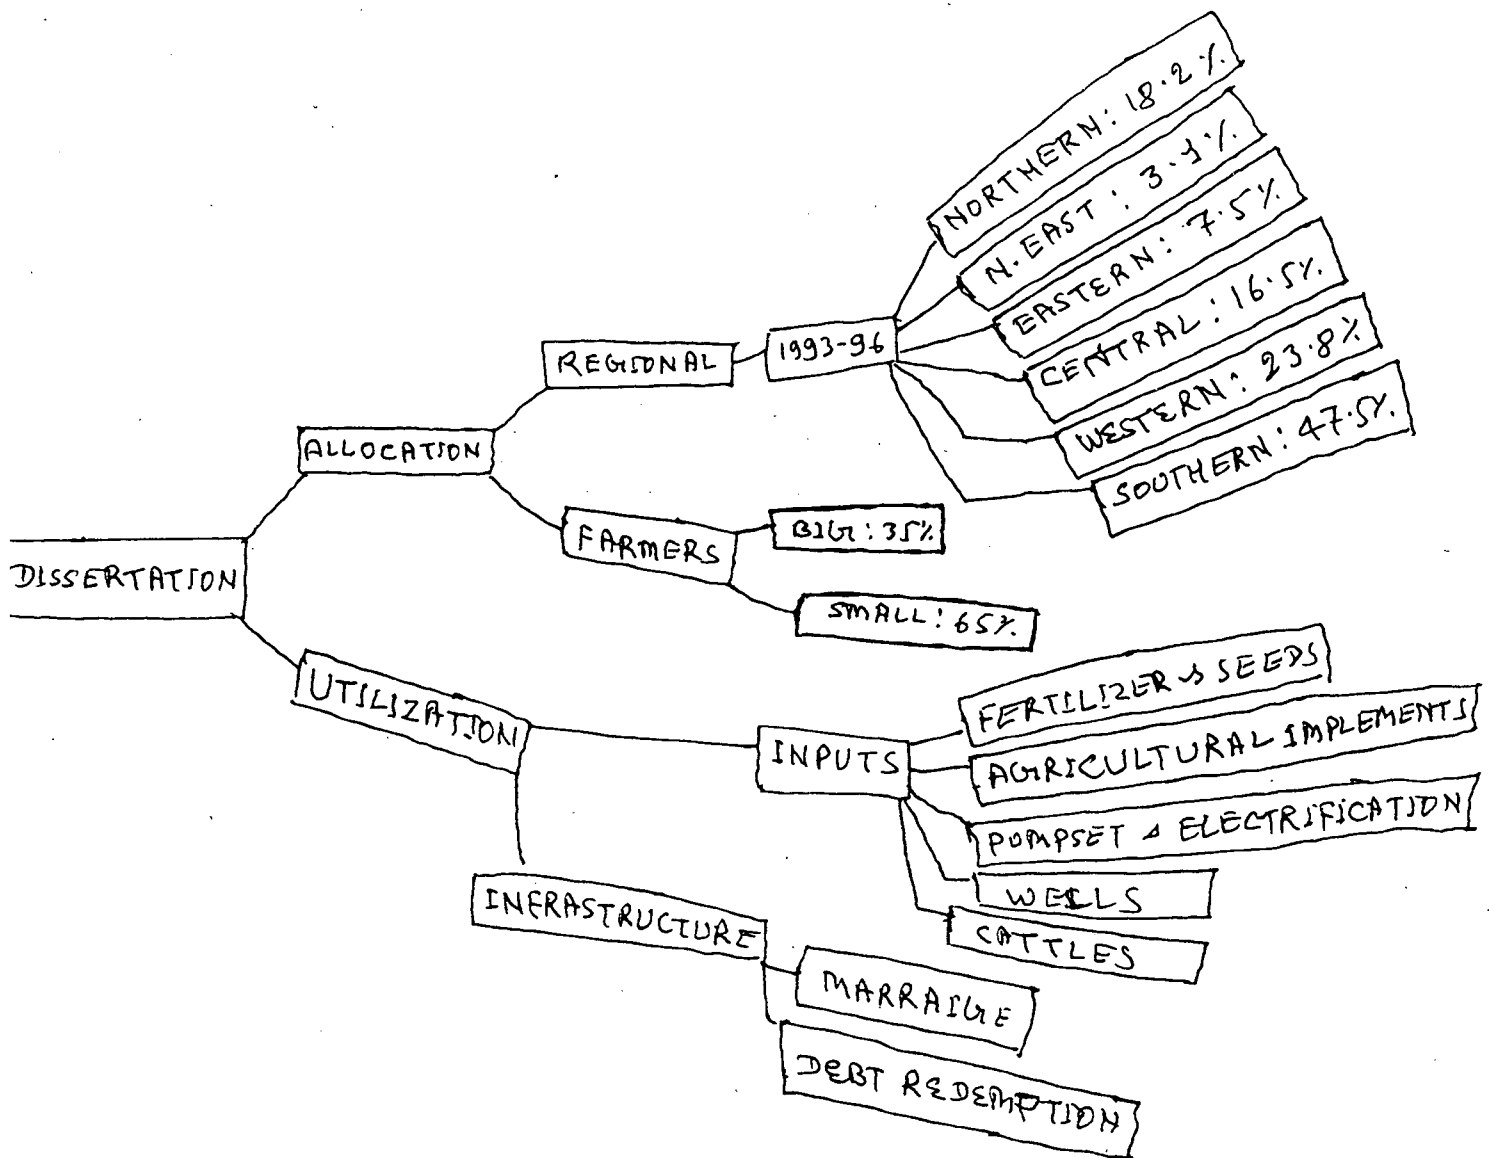 DISSERTATION
ALLOCATION
REGIONAL
1993-96
NORTHERN: 18.2%
N.EAST:
EASTERN: 7.5%
CENTRAL: 16.5%
WESTERN: 23.8%
SOUTHERN: 47.5%
FARMERS
BIG: 35%
SMALL: 65%
UTILIZATION
INPUTS
FERTILIZER & SEEDS
AGRICULTURAL IMPLEMENTS
PUMPSET & ELECTRIFICATION
WELLS
CATTLES
INFRASTRUCTURE
MARRAIGE
DEBT REDEMPTION